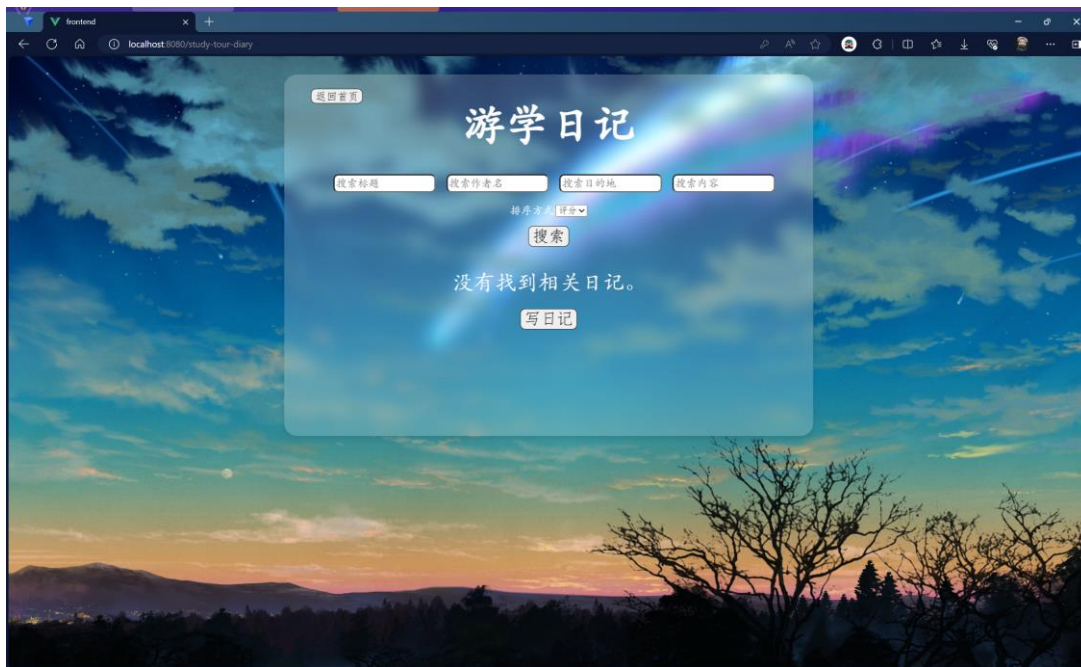 frontend
localhost:8080/study-tour-diary
返回首页
游学日记
搜索标题 搜索作者名 搜索目的地 搜索内容
排序方式 评分
搜索
没有找到相关日记。
写日记